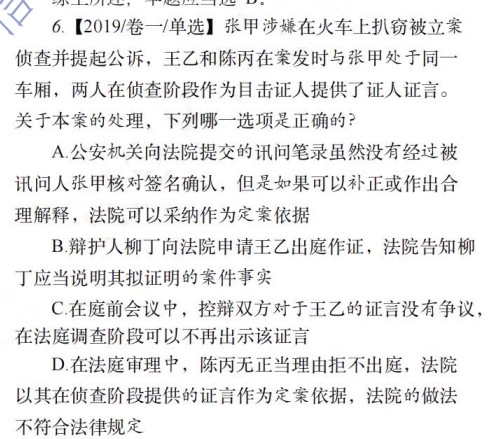 6.【2019/卷一/单选】张甲涉嫌在火车上扒窃被立案
侦查并提起公诉，王乙和陈丙在案发时与张甲处于同一
车厢，两人在侦查阶段作为目击证人提供了证人证言。
关于本案的处理，下列哪一选项是正确的?
A.公安机关向法院提交的讯问笔录虽然没有经过被
讯问人张甲核对签名确认，但是如果可以补正或作出合
理解释，法院可以采纳作为定案依据
B.辩护人柳丁向法院申请王乙出庭作证，法院告知柳
丁应当说明其拟证明的案件事实
C.在庭前会议中，控辩双方对于王乙的证言没有争议，
在法庭调查阶段可以不再出示该证言
D.在法庭审理中，陈丙无正当理由拒不出庭，法院
以其在侦查阶段提供的证言作为定案依据，法院的做法
不符合法律规定